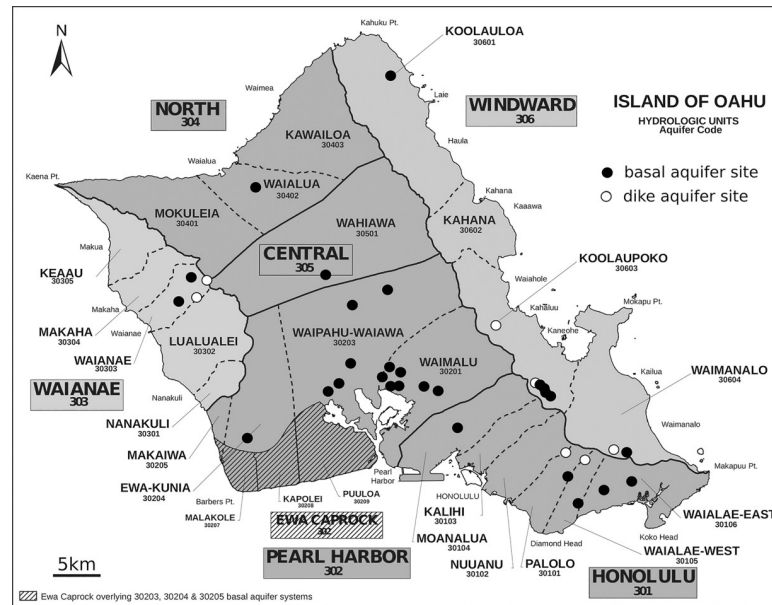 Kahuku Pt.
KOOLAULOA
30601
N
Laie
Waimea
NORTH
304
WINDWARD
306
ISLAND OF OAHU
HYDROLOGIC UNITS
Aquifer Code
KAWAILOA
30403
Hauula
basal aquifer site
dike aquifer site
Waialua
Kaena Pt.
WAIALUA
30402
Kahana
Kaaawa
MOKULEIA
30401
WAHIAWA
30501
KAHANA
30602
Makua
KEAAU
30305
CENTRAL
305
KOOLAUPOKO
30603
Waiahole
Mokapu Pt.
Makaha
Kahaluu
MAKAHA
30304
Waianae
LUALUALEI
30302
WAIPAHU-WAIAWA
30203
Kaneohe
WAIANAE
30303
WAIMALU
30201
Kailua
WAIMANALO
30604
WAIANAE
303
Nanakuli
NANAKULI
30301
Waimanalo
MAKAIWA
30205
Makapuu Pt.
EWA-KUNIA
30204
Pearl
Harbor
Barbers Pt.
PUULOA
30209
KAPOLEI
30208
HONOLULU
MALAKOLE
30207
KALIHI
30103
WAIALAE-EAST
30106
EWA CAPROCK
302
MOANALUA
30104
Diamond Head
Koko Head
5km
PEARL HARBOR
302
NUUANU
30102
PALOLO
30101
WAIALAE-WEST
30105
HONOLULU
301
Ewa Caprock overlying 30203, 30204 & 30205 basal aquifer systems